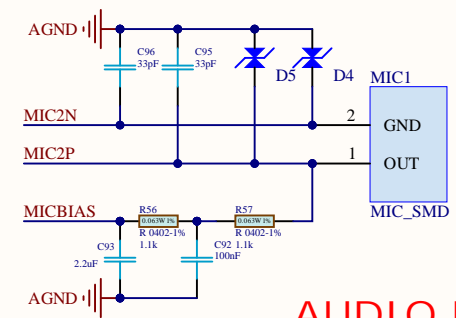 AGND
C96
33pF
C95
33pF
D5
D4
MIC1
MIC2N
2
GND
MIC2P
1
OUT
MICBIAS
R56
0.063W 1%
R 0402-1%
1.1k
R57
0.063W 1%
R 0402-1%
1.1k
MIC_SMD
C93
2.2uF
C92
100nF
AGND
AUDIO